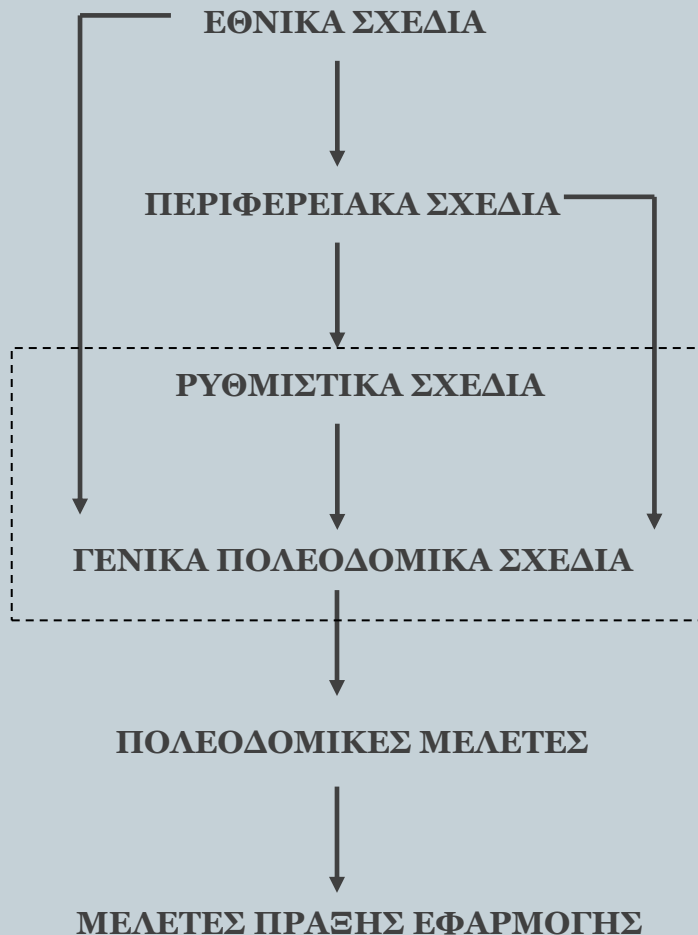 ΕΘΝΙΚΑ ΣΧΕΔΙΑ
ΠΕΡΙΦΕΡΕΙΑΚΑ ΣΧΕΔΙΑ
ΡΥΘΜΙΣΤΙΚΑ ΣΧΕΔΙΑ
ΓΕΝΙΚΑ ΠΟΛΕΟΔΟΜΙΚΑ ΣΧΕΔΙΑ
ΠΟΛΕΟΔΟΜΙΚΕΣ ΜΕΛΕΤΕΣ
ΜΕΛΕΤΕΣ ΠΡΑΞΗΣ ΕΦΑΡΜΟΓΗΣ